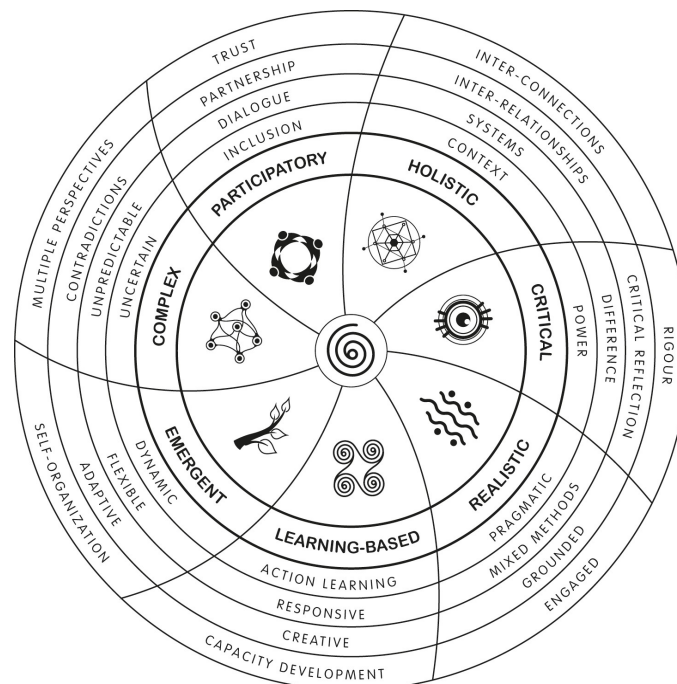 TRUST
PARTNERSHIP
DIALOGUE
INCLUSION
PARTICIPATORY
INTER-CONNECTIONS
INTER-RELATIONSHIPS
SYSTEMS
CONTEXT
HOLISTIC
RIGOUR
CRITICAL REFLECTION
DIFFERENCE
POWER
CRITICAL
REALISTIC
PRAGMATIC
MIXED METHODS
GROUNDED
ENGAGED
LEARNING-BASED
ACTION LEARNING
RESPONSIVE
CREATIVE
CAPACITY DEVELOPMENT
EMERGENT
DYNAMIC
FLEXIBLE
ADAPTIVE
SELF-ORGANIZATION
COMPLEX
UNCERTAIN
UNPREDICTABLE
CONTRADICTIONS
MULTIPLE PERSPECTIVES